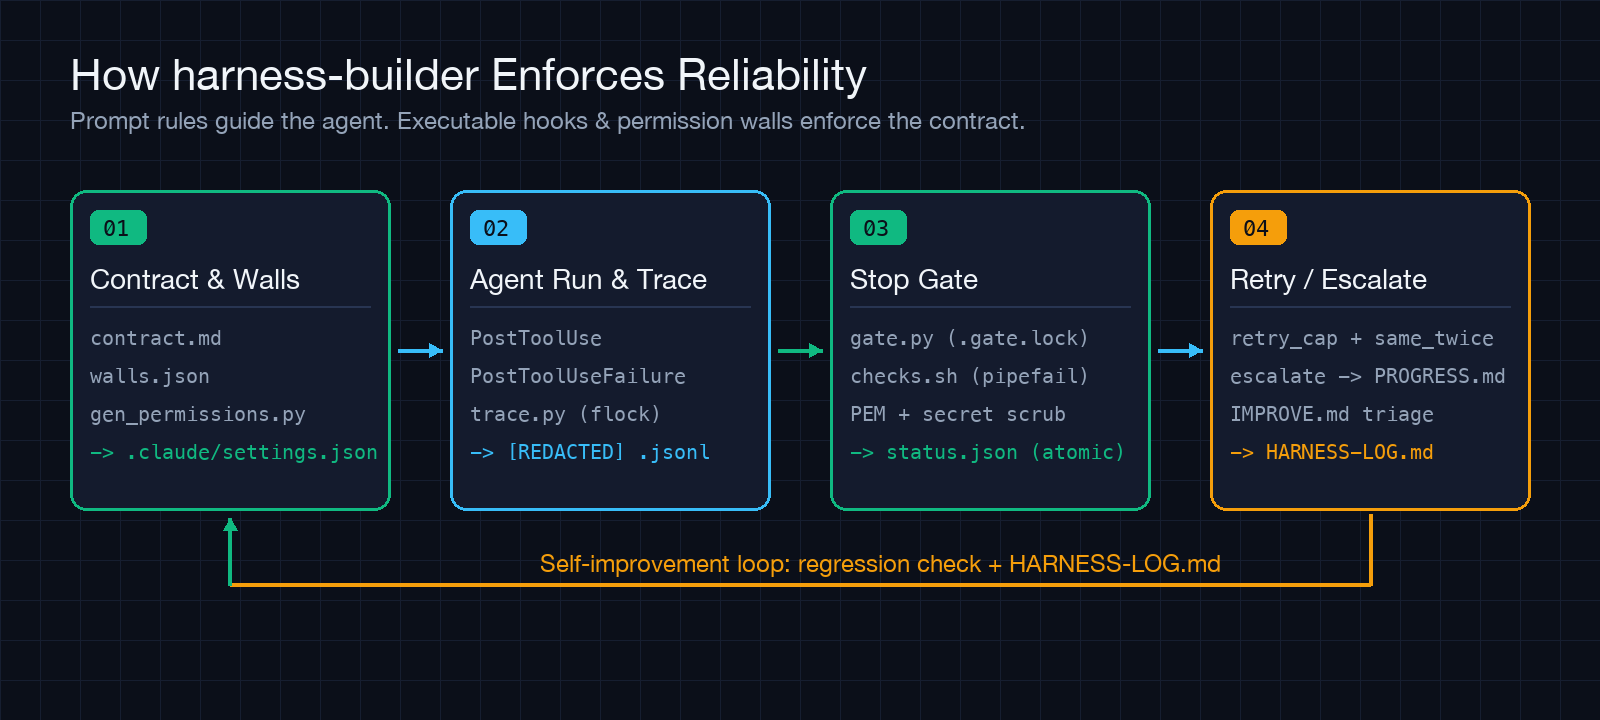 How harness-builder Enforces Reliability
Prompt rules guide the agent. Executable hooks & permission walls enforce the contract.
01
Contract & Walls
contract.md
walls.json
gen_permissions.py
-> .claude/settings.json
02
Agent Run & Trace
PostToolUse
PostToolUseFailure
trace.py (flock)
-> [REDACTED] .jsonl
03
Stop Gate
gate.py (.gate.lock)
checks.sh (pipefail)
PEM + secret scrub
-> status.json (atomic)
04
Retry / Escalate
retry_cap + same_twice
escalate -> PROGRESS.md
IMPROVE.md triage
-> HARNESS-LOG.md
Self-improvement loop: regression check + HARNESS-LOG.md